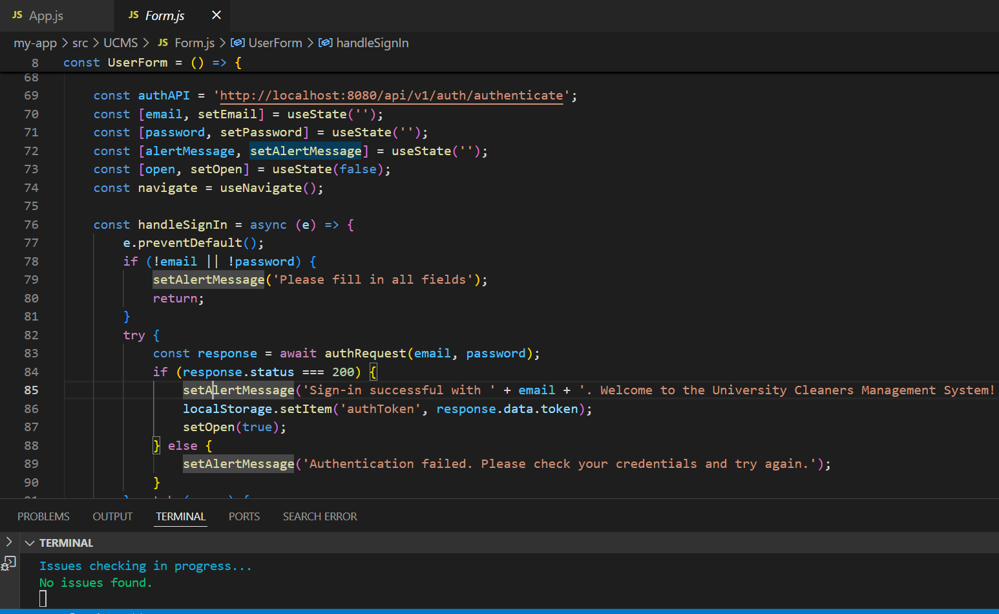 JS App.js JS Form.js ×
my-app > src > UCMS > JS Form.js > UserForm > handleSignIn
8 const UserForm = () => {
68
69 const authAPI = 'http://localhost:8080/api/v1/auth/authenticate';
70 const [email, setEmail] = useState('');
71 const [password, setPassword] = useState('');
72 const [alertMessage, setAlertMessage] = useState('');
73 const [open, setOpen] = useState(false);
74 const navigate = useNavigate();
75
76 const handleSignIn = async (e) => {
77 e.preventDefault();
78 if (!email || !password) {
79 setAlertMessage('Please fill in all fields');
80 return;
81 }
82 try {
83 const response = await authRequest(email, password);
84 if (response.status === 200) {
85 setAlertMessage('Sign-in successful with ' + email + '. Welcome to the University Cleaners Management System!
86 localStorage.setItem('authToken', response.data.token);
87 setOpen(true);
88 } else {
89 setAlertMessage('Authentication failed. Please check your credentials and try again.');
90 }
PROBLEMS OUTPUT TERMINAL PORTS SEARCH ERROR
TERMINAL
Issues checking in progress...
No issues found.